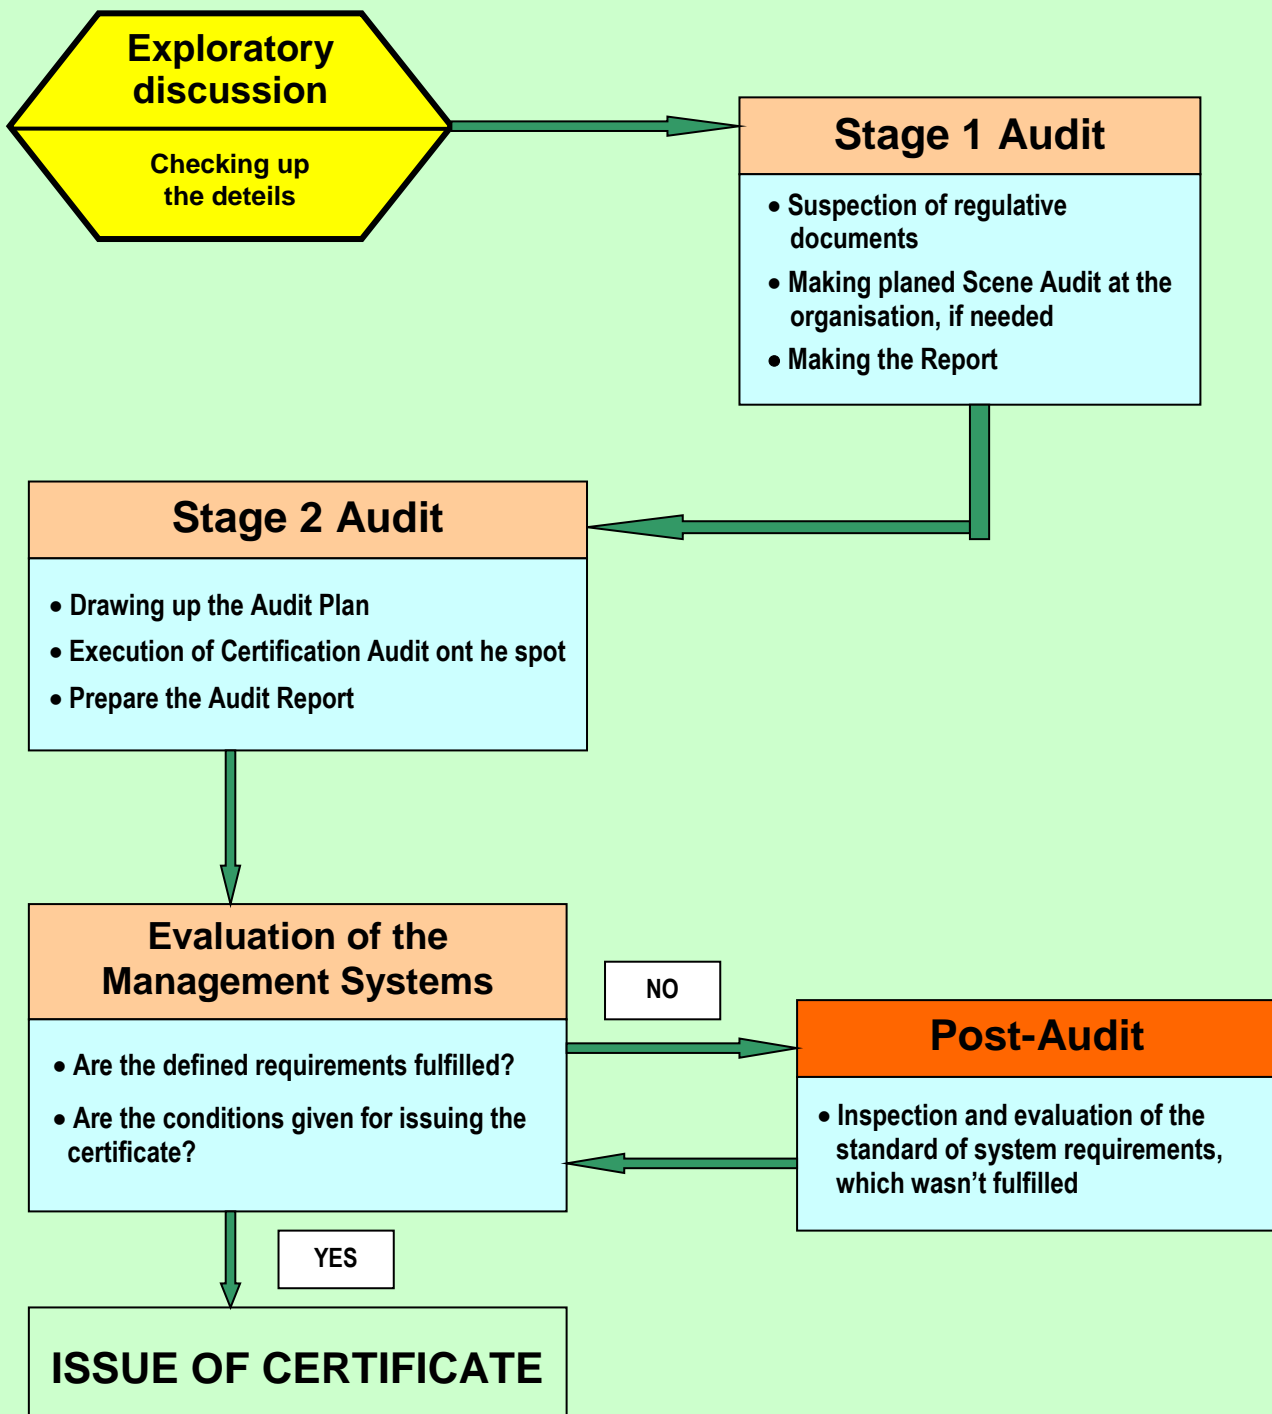 Exploratory
discussion
Checking up
the deteils
Stage 1 Audit
• Suspection of regulative
documents
• Making planed Scene Audit at the
organisation, if needed
• Making the Report
Stage 2 Audit
• Drawing up the Audit Plan
• Execution of Certification Audit ont he spot
• Prepare the Audit Report
Evaluation of the
Management Systems
• Are the defined requirements fulfilled?
• Are the conditions given for issuing the
certificate?
NO
Post-Audit
• Inspection and evaluation of the
standard of system requirements,
which wasn’t fulfilled
YES
ISSUE OF CERTIFICATE